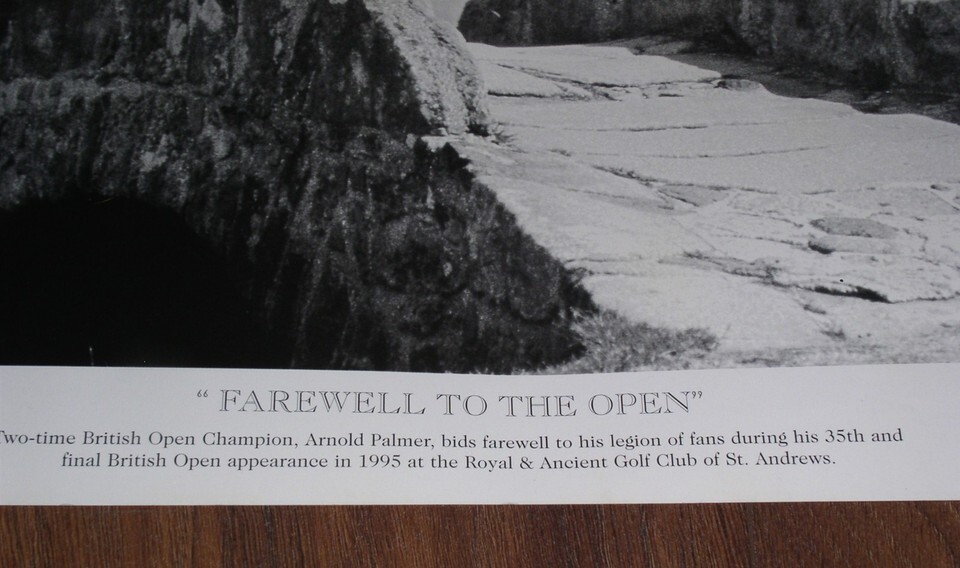 “ FAREWELL TO THE OPEN”
Two-time British Open Champion, Arnold Palmer, bids farewell to his legion of fans during his 35th and
final British Open appearance in 1995 at the Royal & Ancient Golf Club of St. Andrews.